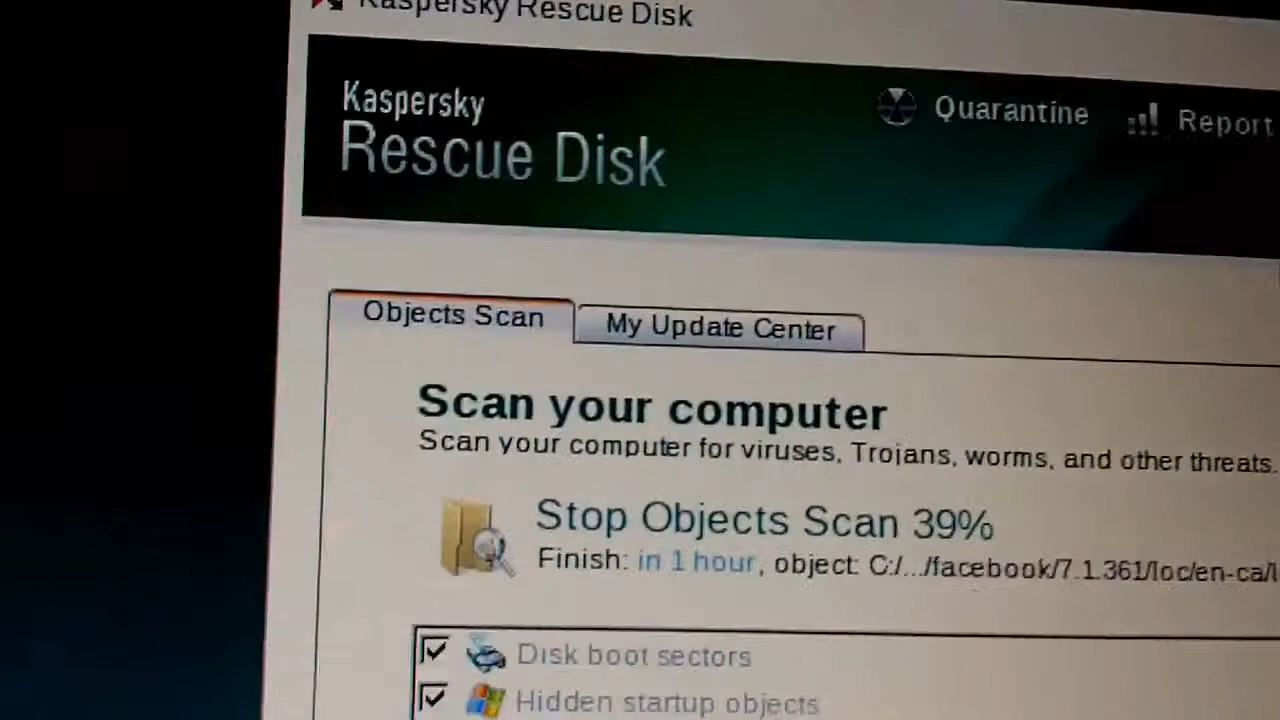 Kaspersky Rescue Disk
Kaspersky
Rescue Disk
Quarantine
Report
Objects Scan
My Update Center
Scan your computer
Scan your computer for viruses, Trojans, worms, and other threats.
Stop Objects Scan 39%
Finish: in 1 hour, object: C:/.../facebook/7.1.361/loc/en-ca/l
Disk boot sectors
Hidden startup objects